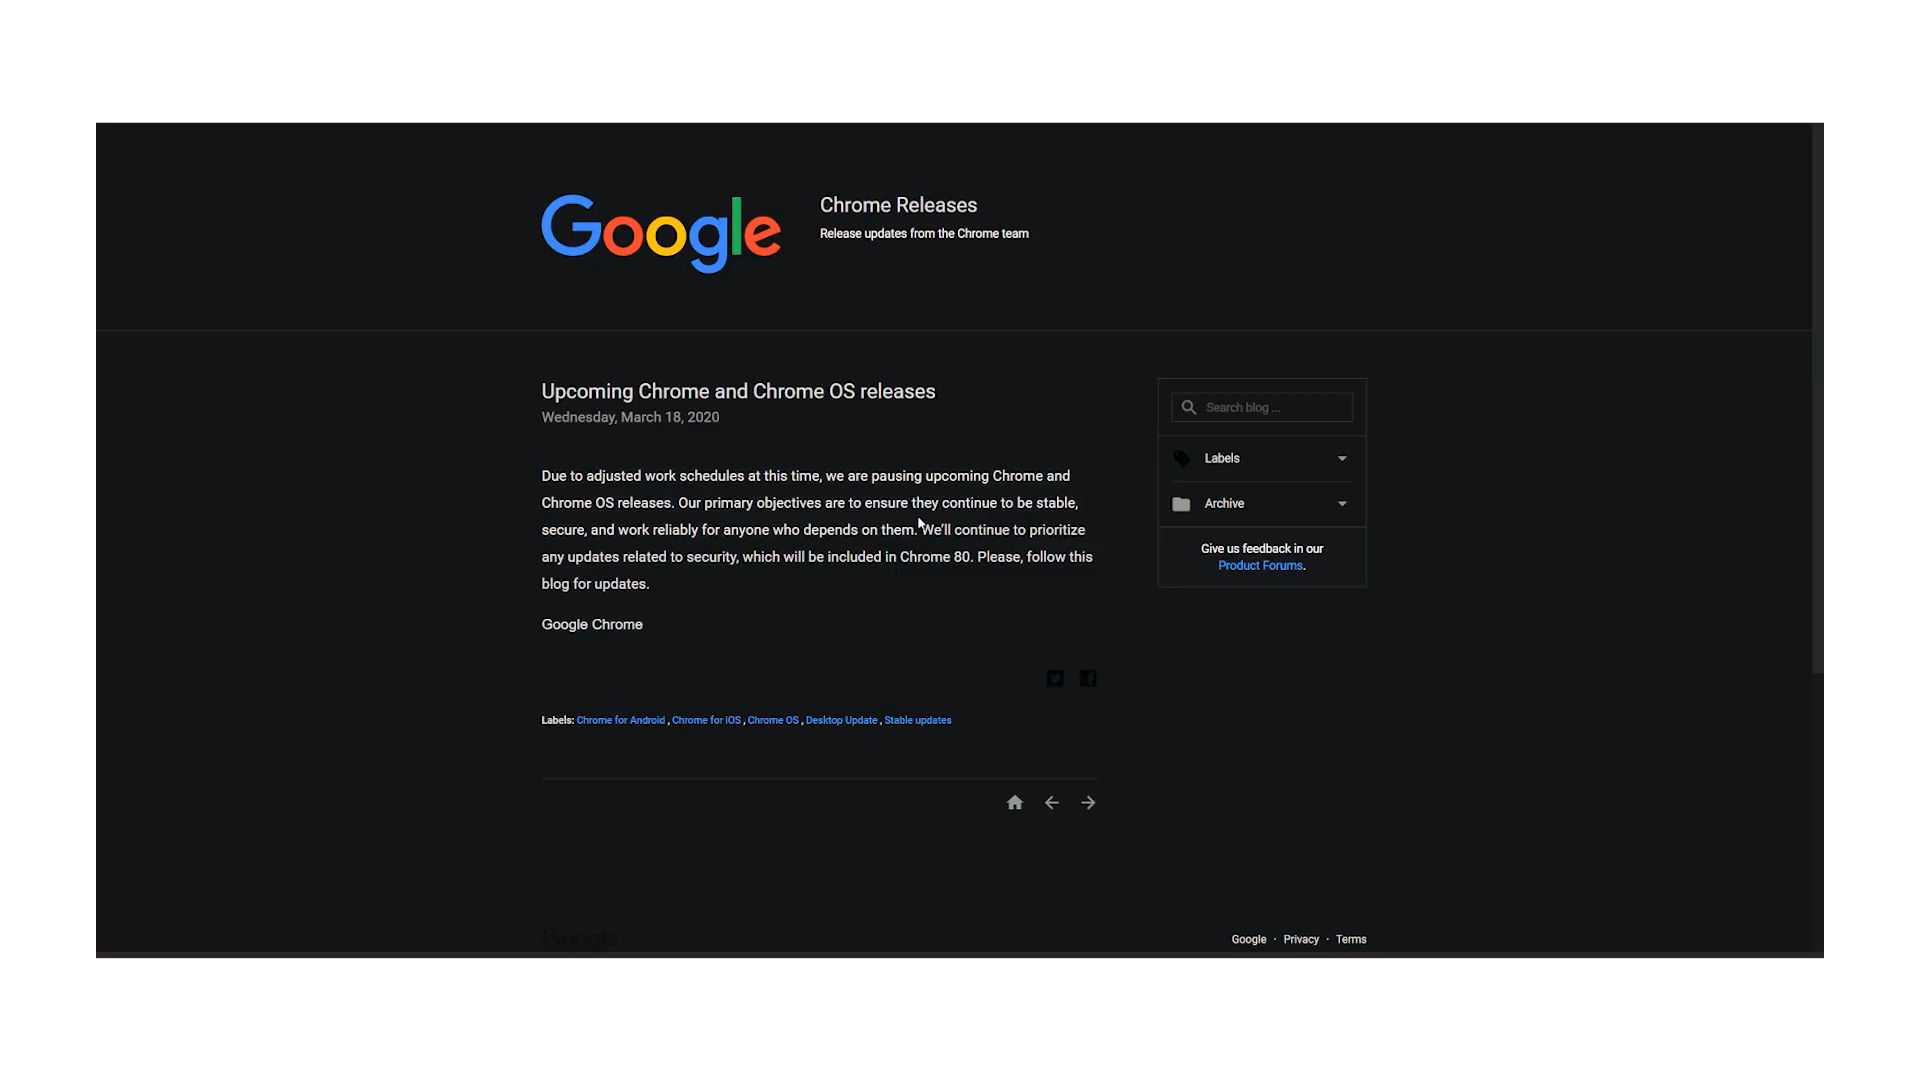 Google
Chrome Releases
Release updates from the Chrome team
Upcoming Chrome and Chrome OS releases
Wednesday, March 18, 2020
Due to adjusted work schedules at this time, we are pausing upcoming Chrome and
Chrome OS releases. Our primary objectives are to ensure they continue to be stable,
secure, and work reliably for anyone who depends on them. We'll continue to prioritize
any updates related to security, which will be included in Chrome 80. Please, follow this
blog for updates.
Google Chrome
Labels: Chrome for Android , Chrome for iOS , Chrome OS , Desktop Update , Stable updates
Search blog ...
Labels
Archive
Give us feedback in our
Product Forums.
Google
Google · Privacy · Terms